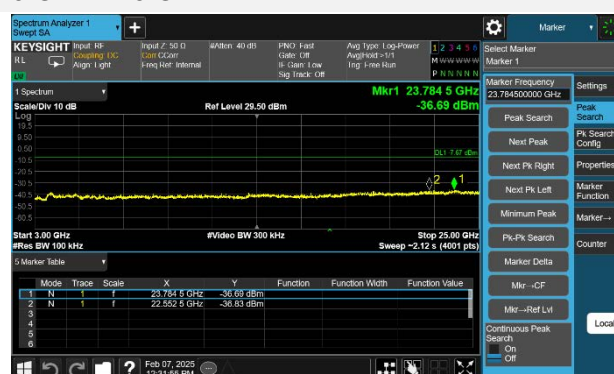 Spectrum Analyzer 1
Swept SA
+
Marker
KEYSIGHT
RL
Input: RF
Coupling: DC
Align: Light
Input Z: 50 Ω
Corr CCorr
Freq Ref: Internal
#Atten: 40 dB
PNO: Fast
Gate: Off
IF Gain: Low
Sig Track: Off
Avg Type: Log-Power
Avg|Hold:>1/1
Trig: Free Run
1 2 3 4 5 6
M W W W W W
P N N N N N
LXI
Select Marker
Marker 1
1 Spectrum
Scale/Div 10 dB
Log
Ref Level 29.50 dBm
Mkr1 23.784 5 GHz
-36.69 dBm
19.5
9.50
-0.50
-10.5
-20.5
-30.5
-40.5
-50.5
-60.5
DL1 7.67 dBm
2
1
Start 3.00 GHz
#Res BW 100 kHz
#Video BW 300 kHz
Stop 25.00 GHz
Sweep ~2.12 s (4001 pts)
5 Marker Table
Mode Trace Scale X Y Function Function Width Function Value
1 N 1 f 23.784 5 GHz -36.69 dBm
2 N 1 f 22.552 5 GHz -36.83 dBm
3
4
5
6
Marker Frequency
23.784500000 GHz
Peak Search
Next Peak
Next Pk Right
Next Pk Left
Minimum Peak
Pk-Pk Search
Marker Delta
Mkr→CF
Mkr→Ref Lvl
Continuous Peak
Search
On
Off
Settings
Peak
Search
Pk Search
Config
Properties
Marker
Function
Marker→
Counter
Local
?
Feb 07, 2025
12:31:55 PM